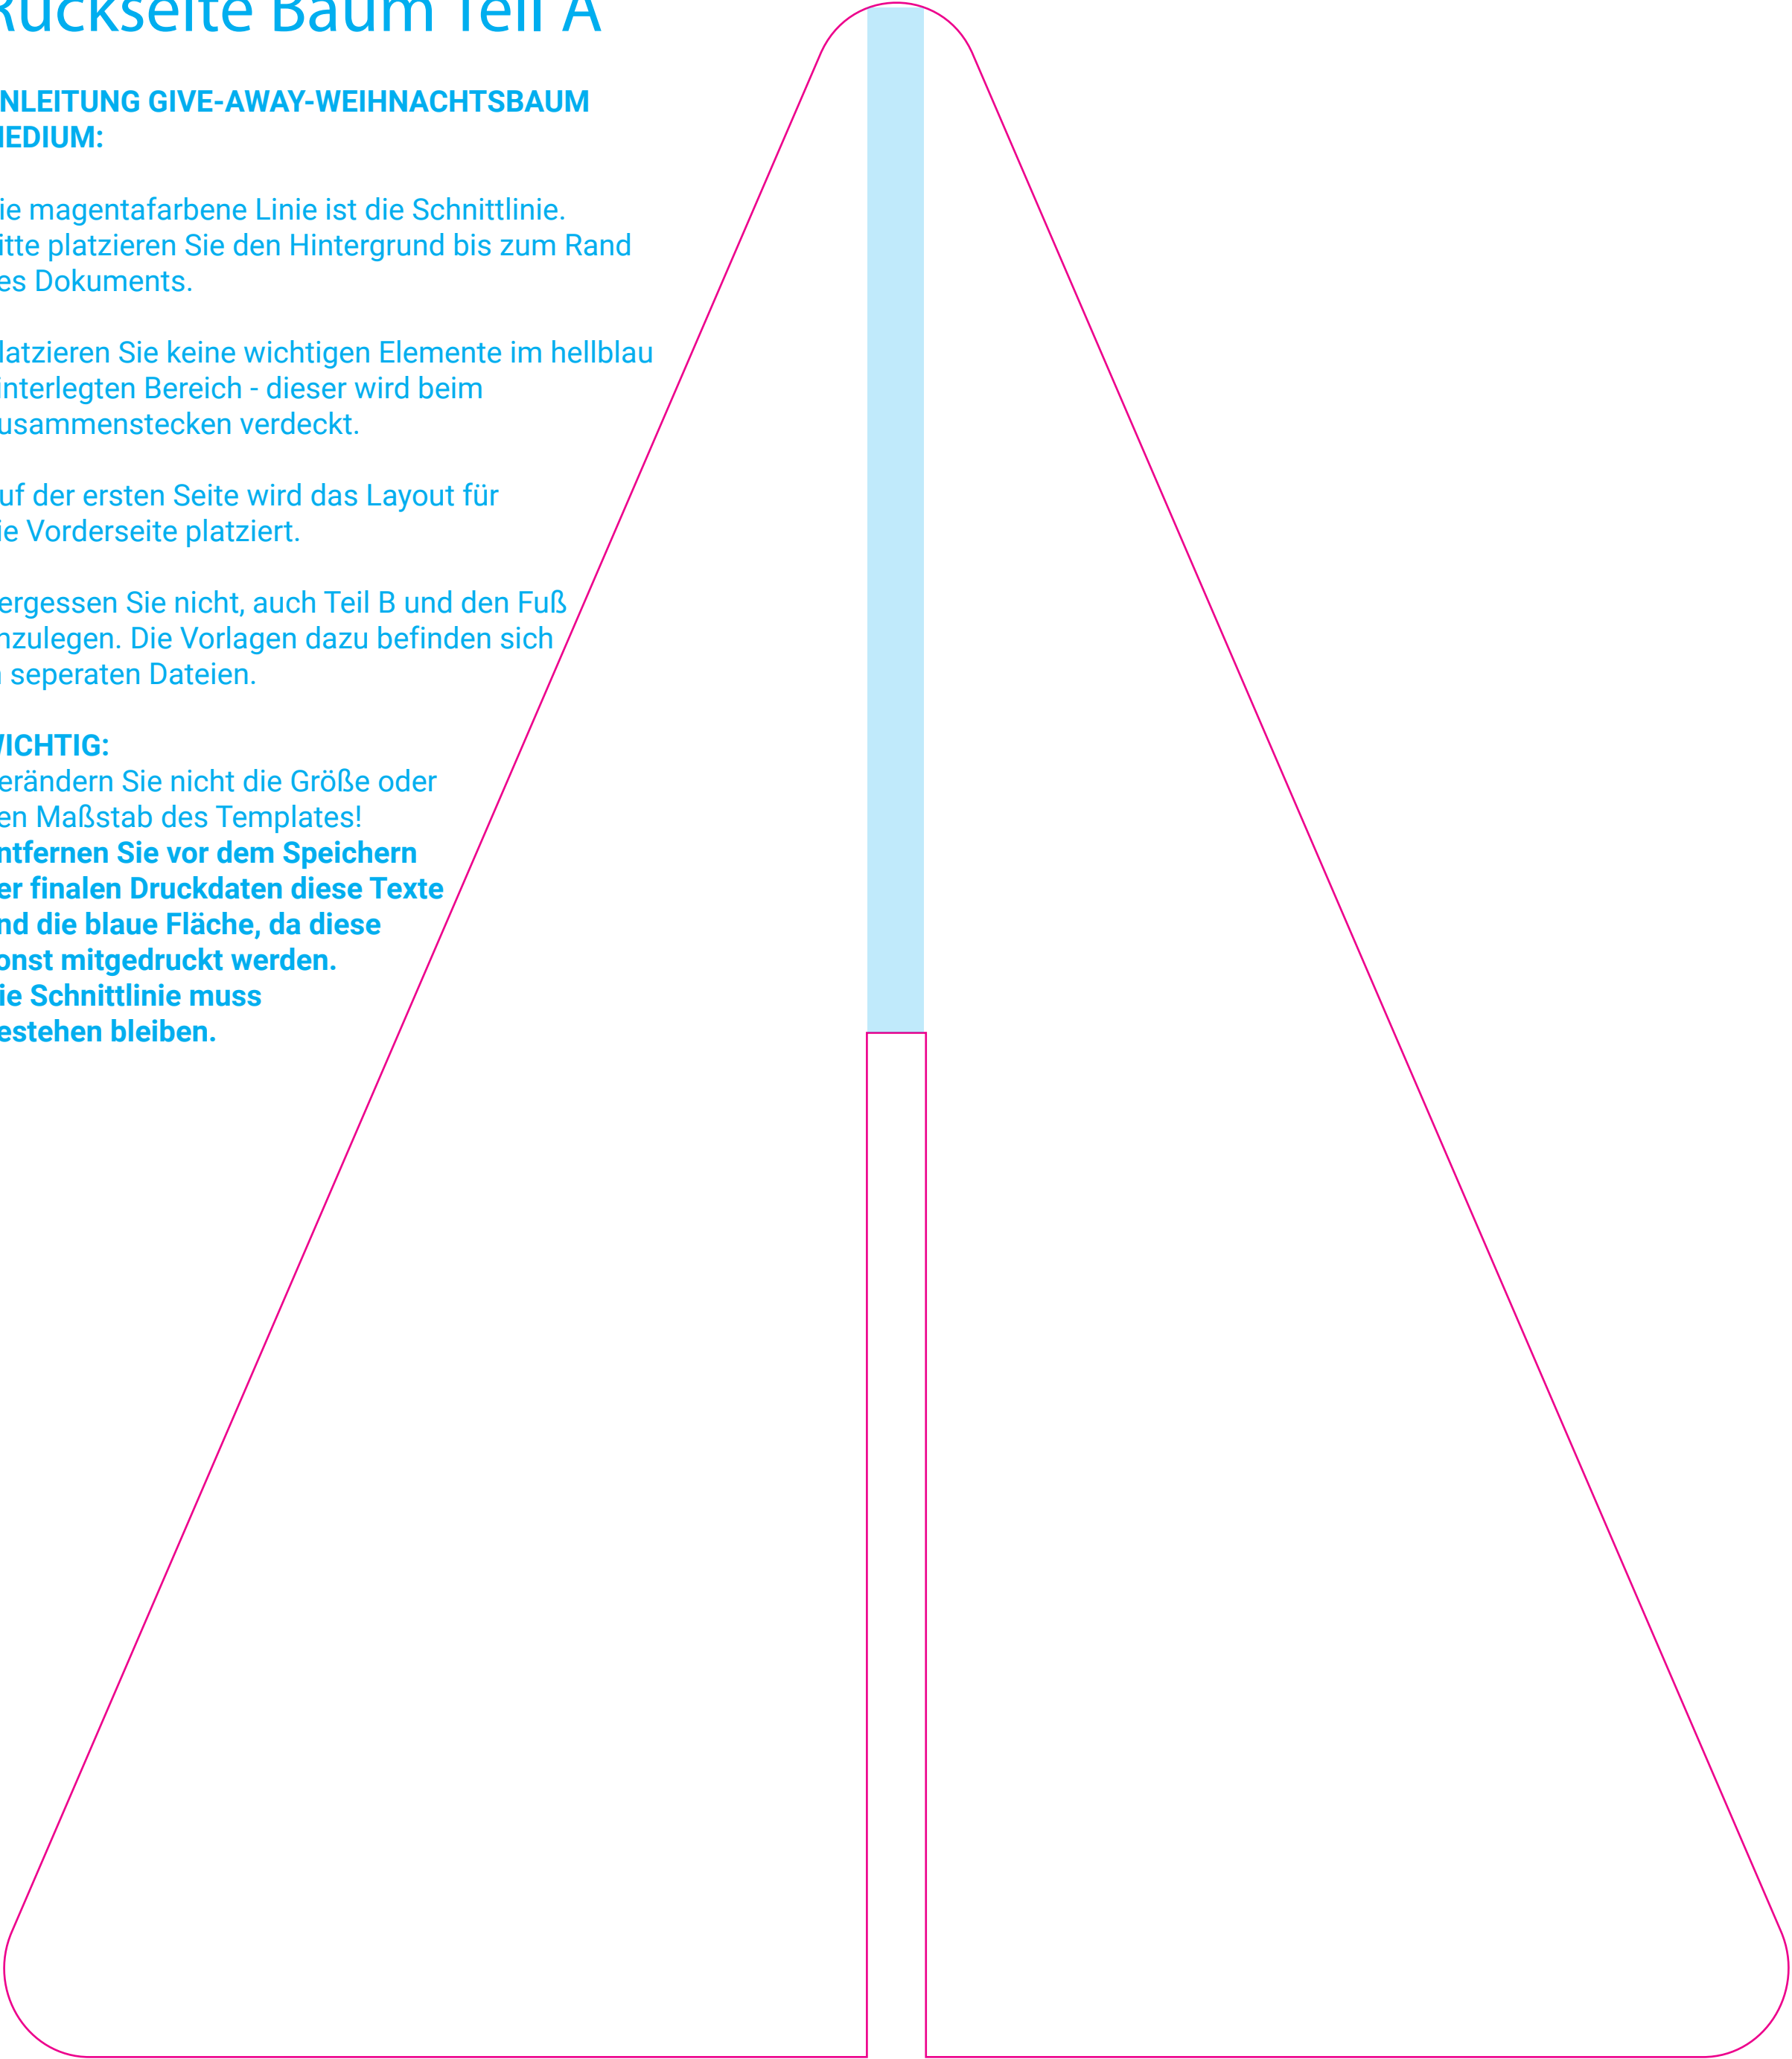 Rückseite Baum Teil A
NLEITUNG GIVE-AWAY-WEIHNACHTSBAUM
EDIUM:
ie magentafarbene Linie ist die Schnittlinie.
itte platzieren Sie den Hintergrund bis zum Rand
es Dokuments.
latzieren Sie keine wichtigen Elemente im hellblau
interlegten Bereich - dieser wird beim
usammenstecken verdeckt.
uf der ersten Seite wird das Layout für
ie Vorderseite platziert.
ergessen Sie nicht, auch Teil B und den Fuß
nzulegen. Die Vorlagen dazu befinden sich
n seperaten Dateien.
WICHTIG:
erändern Sie nicht die Größe oder
en Maßstab des Templates!
ntfernen Sie vor dem Speichern
er finalen Druckdaten diese Texte
nd die blaue Fläche, da diese
onst mitgedruckt werden.
ie Schnittlinie muss
estehen bleiben.